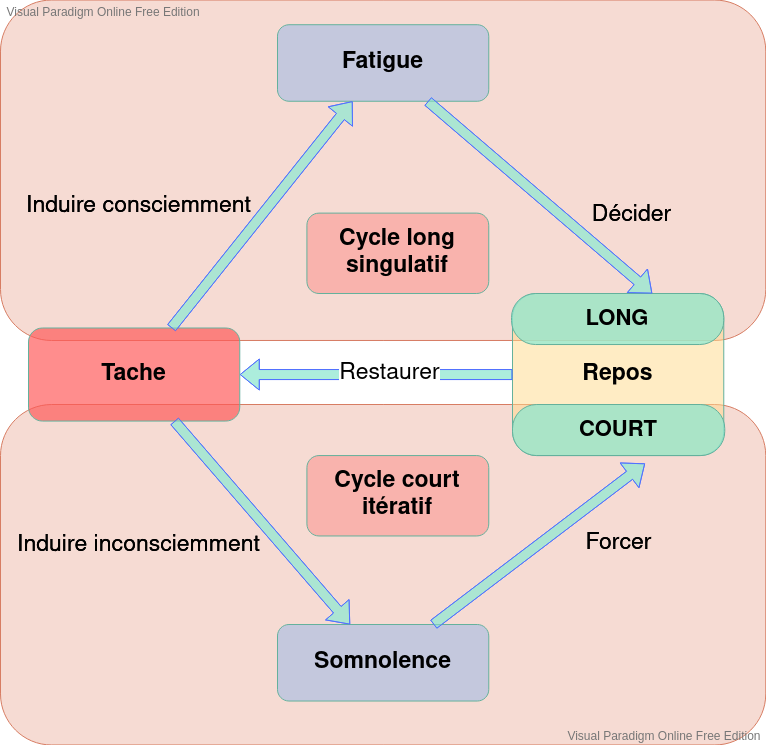 Visual Paradigm Online Free Edition
Fatigue
Induire consciemment
Décider
Cycle long
singulatif
LONG
Tache
Restaurer
Repos
COURT
Cycle court
itératif
Induire inconsciemment
Forcer
Somnolence
Visual Paradigm Online Free Edition